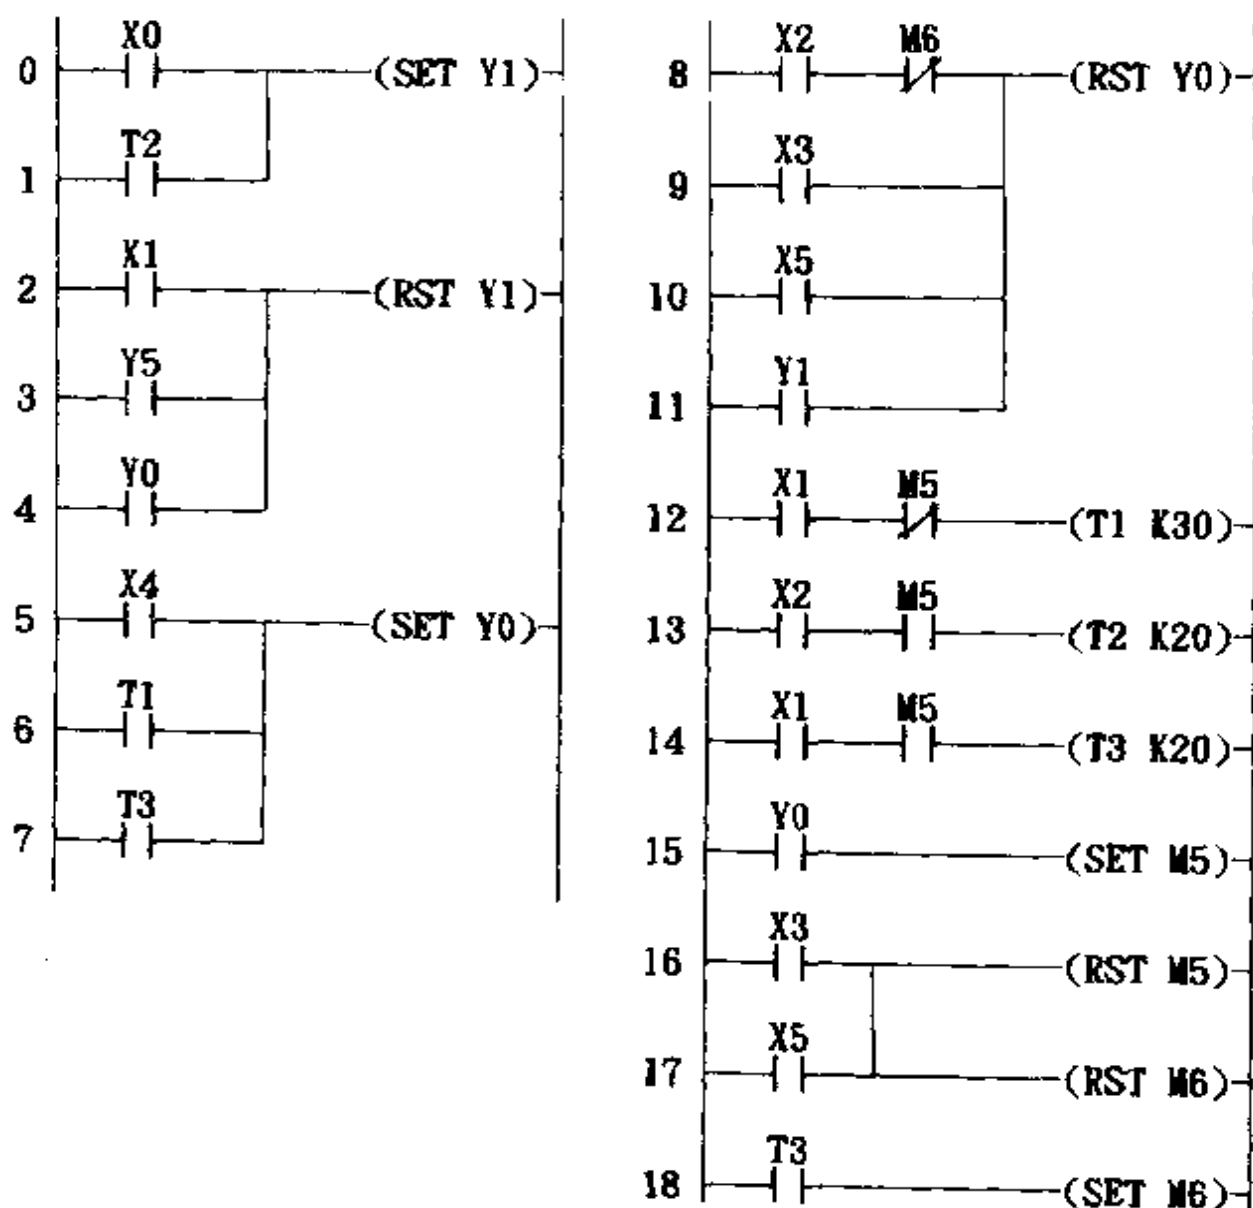 X0
0 (SET Y1)
T2
1
X1
2 (RST Y1)
Y5
3
Y0
4
X4
5 (SET Y0)
T1
6
T3
7
X2 M6
8 (RST Y0)
X3
9
X5
10
Y1
11
X1 M5
12 (T1 K30)
X2 M5
13 (T2 K20)
X1 M5
14 (T3 K20)
Y0
15 (SET M5)
X3
16 (RST M5)
X5
17 (RST M6)
T3
18 (SET M6)